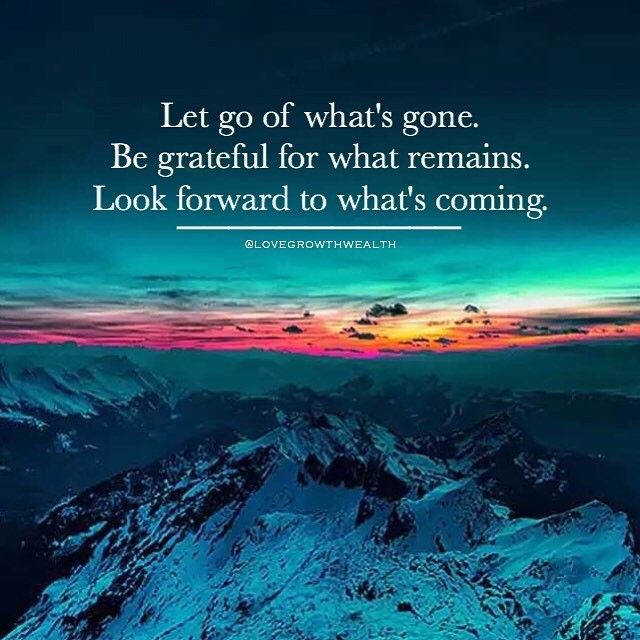 Let go of what's gone.
Be grateful for what remains.
Look forward to what's coming.
@LOVEGROWTHWEALTH